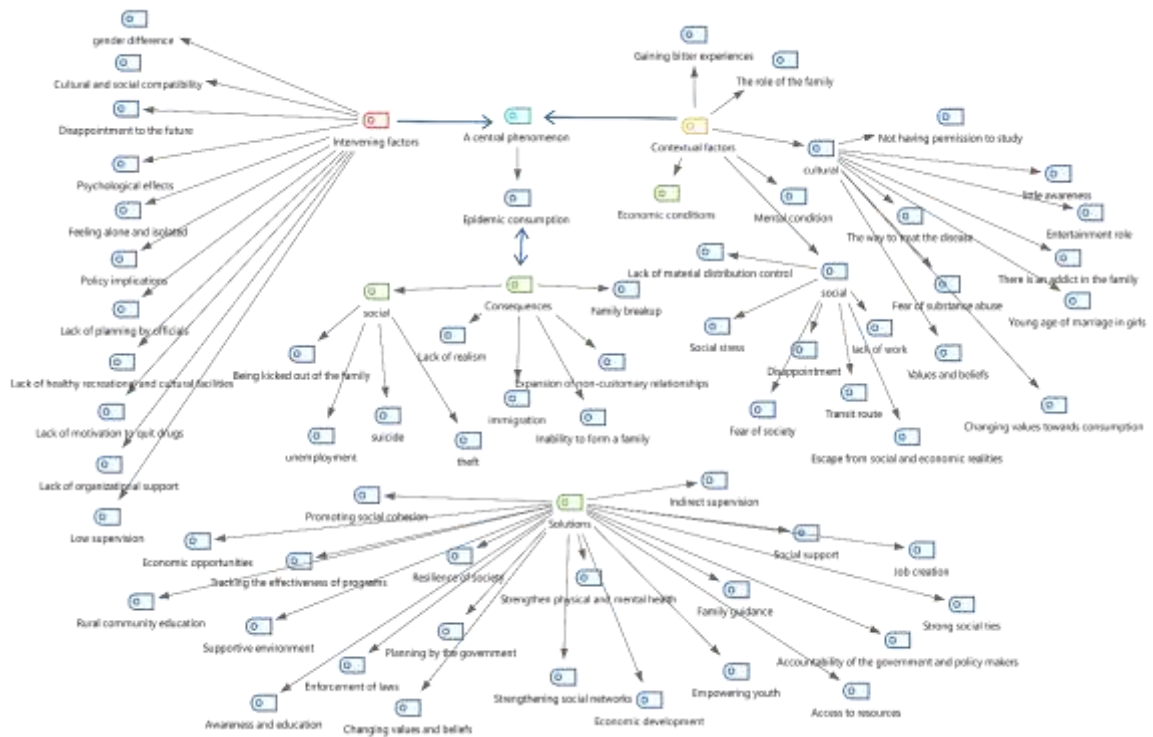 gender difference
Cultural and social compatibility
Disappointment to the future
Intervening factors
Psychological effects
Feeling alone and isolated
Policy implications
Lack of planning by officials
Lack of healthy recreational and cultural facilities
Lack of motivation to quit drugs
Lack of organizational support
Low supervision
A central phenomenon
Epidemic consumption
Consequences
social
Being kicked out of the family
unemployment
suicide
theft
Lack of realism
immigration
Inability to form a family
Expansion of non-customary relationships
Family breakup
Gaining bitter experiences
The role of the family
Contextual factors
Economic conditions
Mental condition
cultural
Not having permission to study
little awareness
Entertainment role
The way to treat the disease
There is an addict in the family
Fear of substance abuse
Young age of marriage in girls
Values and beliefs
Changing values towards consumption
social
Lack of material distribution control
Social stress
Disappointment
lack of work
Fear of society
Transit route
Escape from social and economic realities
Solutions
Promoting social cohesion
Indirect supervision
Economic opportunities
Tracking the effectiveness of programs
Resilience of society
Strengthen physical and mental health
Social support
Job creation
Rural community education
Supportive environment
Planning by the government
Family guidance
Strong social ties
Accountability of the government and policy makers
Enforcement of laws
Awareness and education
Changing values and beliefs
Strengthening social networks
Economic development
Empowering youth
Access to resources